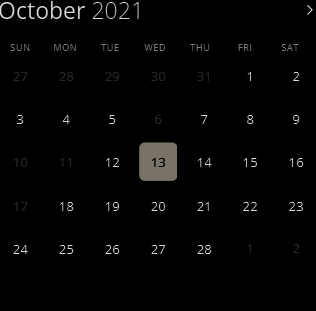 October 2021
SUN MON TUE WED THU FRI SAT
27 28 29 30 31 1 2
3 4 5 6 7 8 9
10 11 12 13 14 15 16
17 18 19 20 21 22 23
24 25 26 27 28 1 2